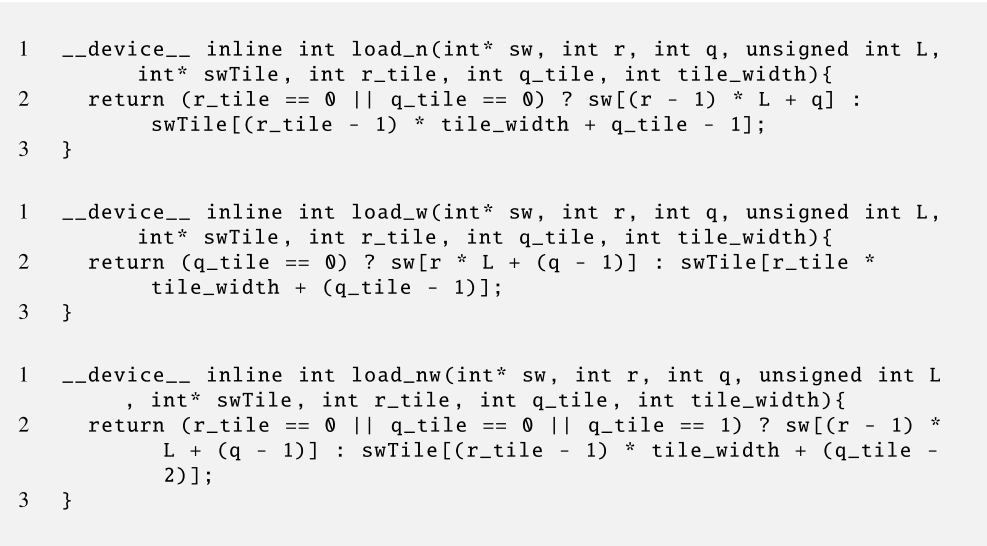 1 __device__ inline int load_n(int* sw, int r, int q, unsigned int L,
int* swTile, int r_tile, int q_tile, int tile_width){
2 return (r_tile == 0 || q_tile == 0) ? sw[(r - 1) * L + q] :
swTile[(r_tile - 1) * tile_width + q_tile - 1];
3 }
1 __device__ inline int load_w(int* sw, int r, int q, unsigned int L,
int* swTile, int r_tile, int q_tile, int tile_width){
2 return (q_tile == 0) ? sw[r * L + (q - 1)] : swTile[r_tile *
tile_width + (q_tile - 1)];
3 }
1 __device__ inline int load_nw(int* sw, int r, int q, unsigned int L
, int* swTile, int r_tile, int q_tile, int tile_width){
2 return (r_tile == 0 || q_tile == 0 || q_tile == 1) ? sw[(r - 1) *
L + (q - 1)] : swTile[(r_tile - 1) * tile_width + (q_tile -
2)];
3 }